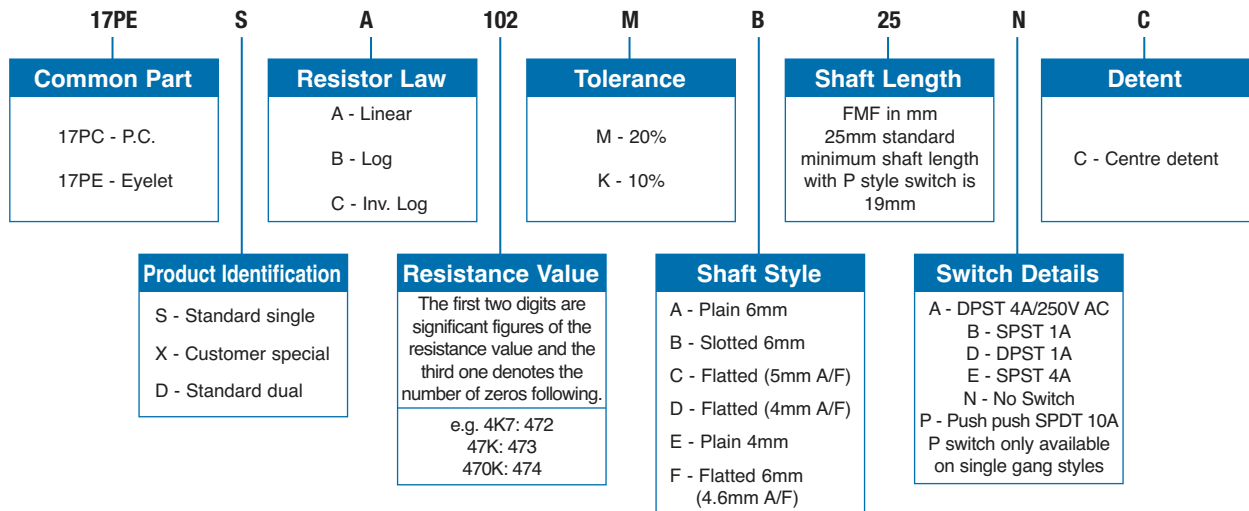 17PE S A 102 M B 25 N C
Common Part
17PC - P.C.
17PE - Eyelet
Resistor Law
A - Linear
B - Log
C - Inv. Log
Tolerance
M - 20%
K - 10%
Shaft Length
FMF in mm
25mm standard
minimum shaft length
with P style switch is
19mm
Detent
C - Centre detent
Product Identification
S - Standard single
X - Customer special
D - Standard dual
Resistance Value
The first two digits are
significant figures of the
resistance value and the
third one denotes the
number of zeros following.
e.g. 4K7: 472
47K: 473
470K: 474
Shaft Style
A - Plain 6mm
B - Slotted 6mm
C - Flatted (5mm A/F)
D - Flatted (4mm A/F)
E - Plain 4mm
F - Flatted 6mm
(4.6mm A/F)
Switch Details
A - DPST 4A/250V AC
B - SPST 1A
D - DPST 1A
E - SPST 4A
N - No Switch
P - Push push SPDT 10A
P switch only available
on single gang styles